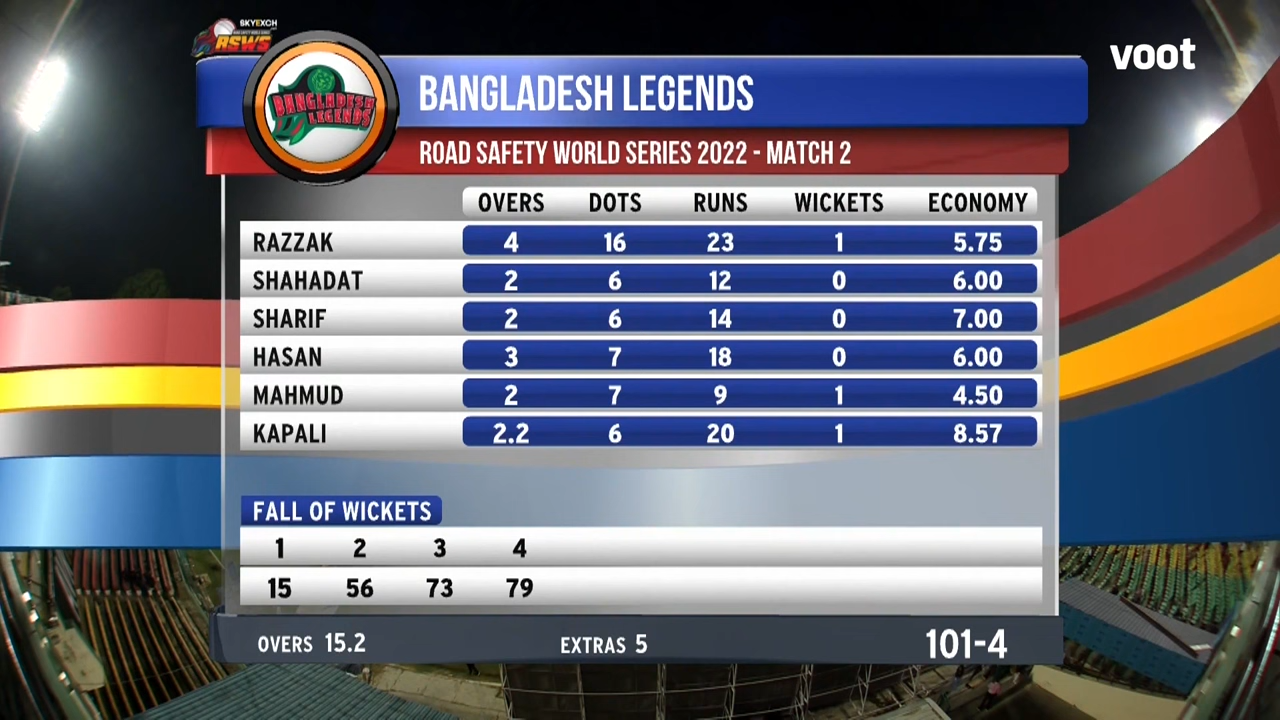 SKYEXCH
RSWS
voot
BANGLADESH
LEGENDS
BANGLADESH LEGENDS
ROAD SAFETY WORLD SERIES 2022 - MATCH 2
OVERS DOTS RUNS WICKETS ECONOMY
RAZZAK 4 16 23 1 5.75
SHAHADAT 2 6 12 0 6.00
SHARIF 2 6 14 0 7.00
HASAN 3 7 18 0 6.00
MAHMUD 2 7 9 1 4.50
KAPALI 2.2 6 20 1 8.57
FALL OF WICKETS
1 2 3 4
15 56 73 79
OVERS 15.2 EXTRAS 5 101-4